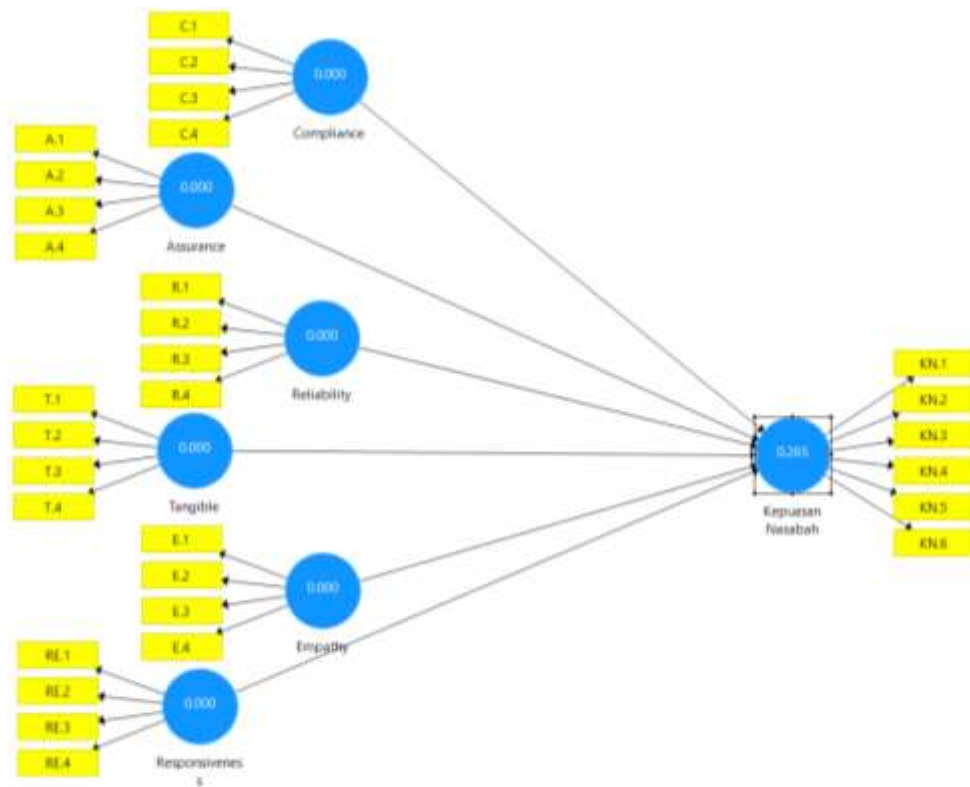 C.1
C.2
C.3
C.4
0.000
Compliance
A.1
A.2
A.3
A.4
0.000
Assurance
R.1
R.2
R.3
R.4
0.000
Reliability
T.1
T.2
T.3
T.4
0.000
Tangible
E.1
E.2
E.3
E.4
0.000
Empathy
RE.1
RE.2
RE.3
RE.4
0.000
Responsivenes
s
0.265
Kepuasan
Nasabah
KN.1
KN.2
KN.3
KN.4
KN.5
KN.6